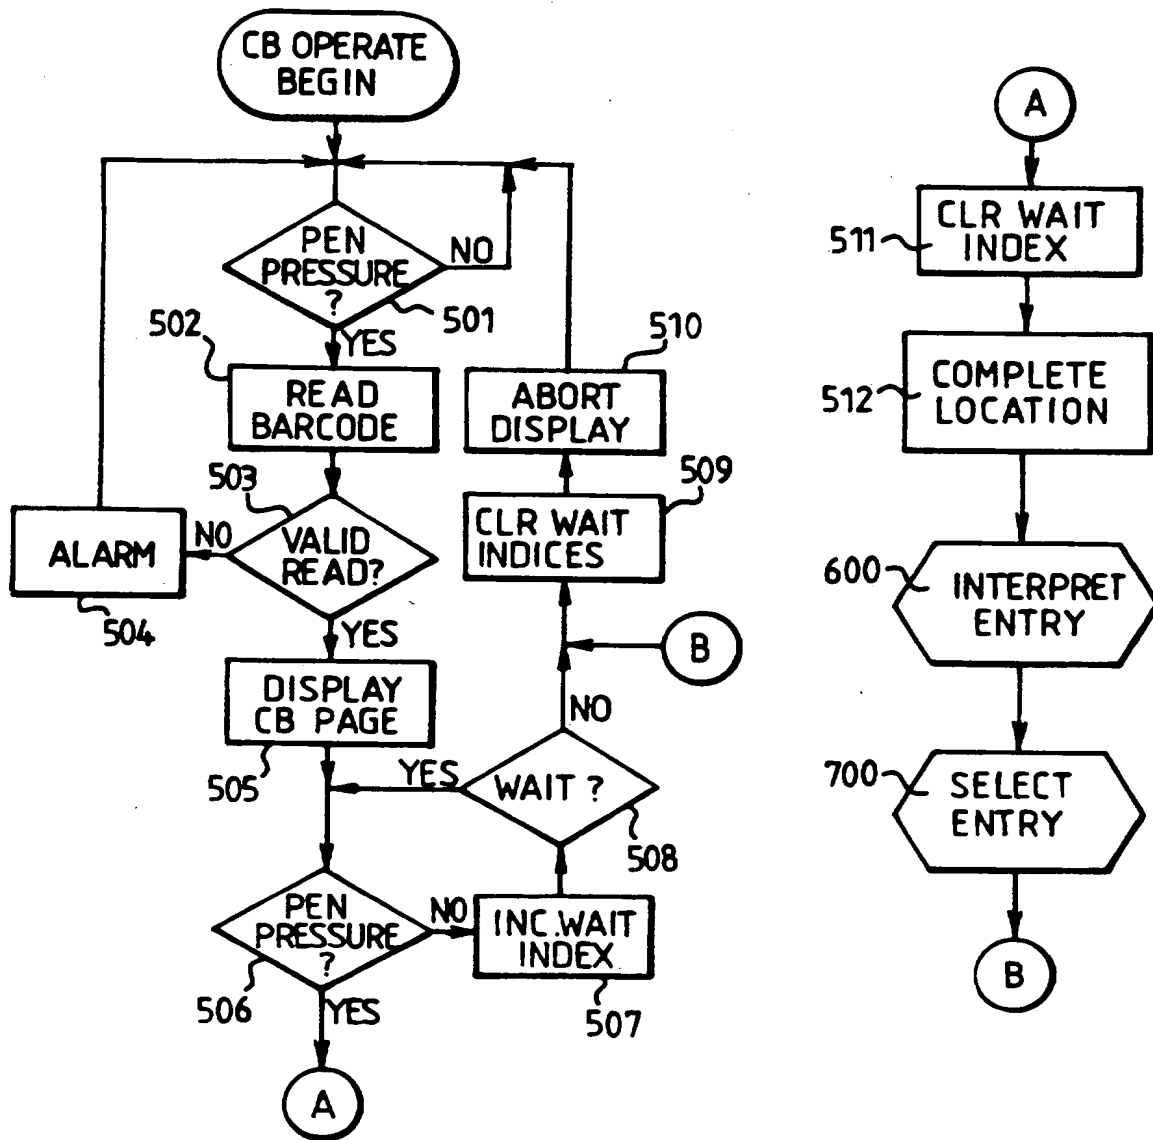 CB OPERATE
BEGIN
PEN
PRESSURE
?
NO
501
YES
502
READ
BARCODE
503
VALID
READ?
NO
ALARM
504
YES
DISPLAY
CB PAGE
505
PEN
PRESSURE
?
506
NO
YES
A
INC.WAIT
INDEX
507
WAIT ?
508
YES
NO
B
CLR WAIT
INDICES
509
ABORT
DISPLAY
510
A
CLR WAIT
INDEX
511
COMPLETE
LOCATION
512
INTERPRET
ENTRY
600
SELECT
ENTRY
700
B